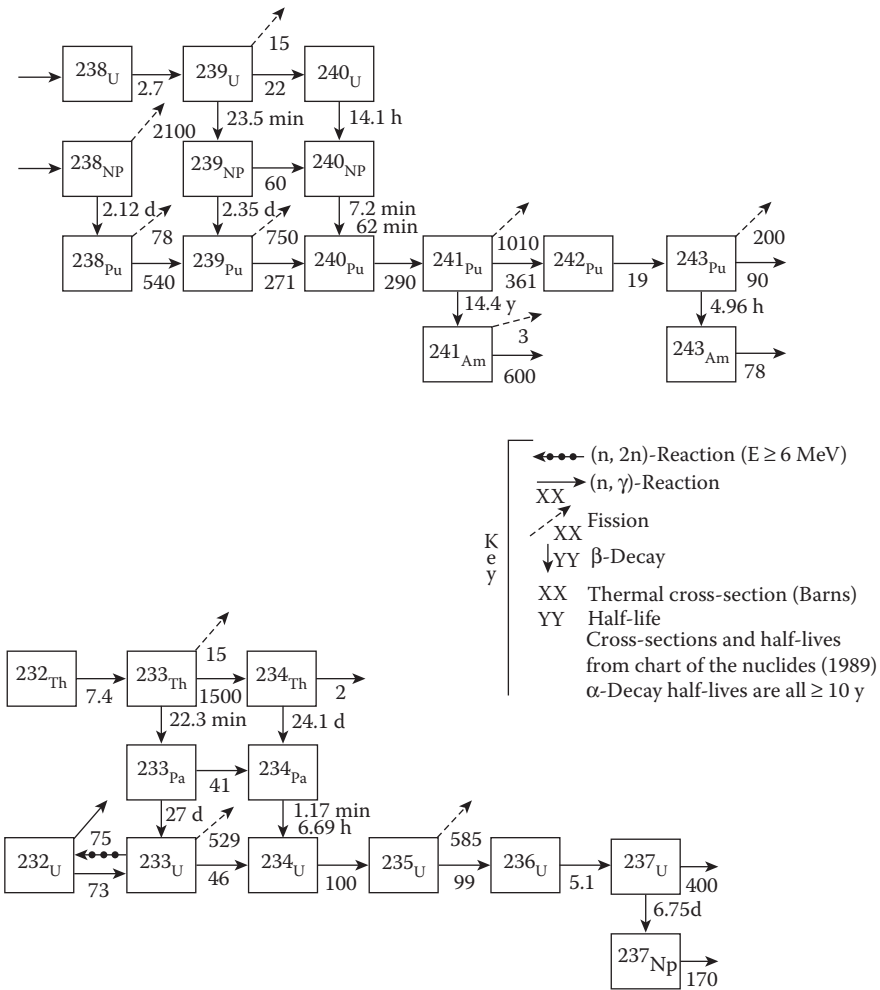 15
238U 239U 240U
2.7 22
23.5 min 14.1 h
2100
238NP 239NP 240NP
60
2.12 d 2.35 d 7.2 min
62 min
78 750 1010 200
238Pu 239Pu 240Pu 241Pu 242Pu 243Pu
540 271 290 361 19 90
14.4 y 4.96 h
3
241Am 243Am
600 78
(n, 2n)-Reaction (E ≥ 6 MeV)
(n, γ)-Reaction
XX
Fission
XX
YY β-Decay
Key
XX Thermal cross-section (Barns)
YY Half-life
Cross-sections and half-lives
from chart of the nuclides (1989)
α-Decay half-lives are all ≥ 10 y
15
232Th 233Th 234Th
7.4 1500 2
22.3 min 24.1 d
233Pa 234Pa
41
27 d 1.17 min
6.69 h
75 529 585
232U 233U 234U 235U 236U 237U
73 46 100 99 5.1 400
6.75d
237Np
170